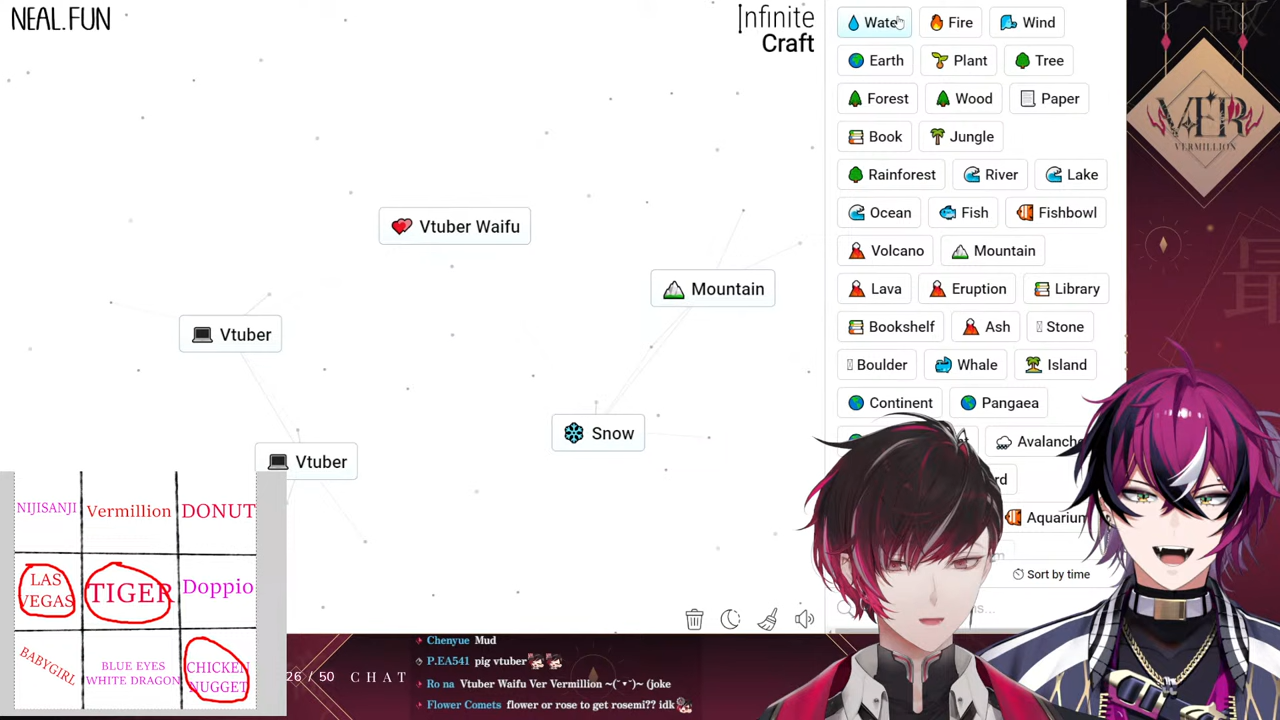 NEAL.FUN
Infinite
Craft
Vtuber Waifu
Mountain
Vtuber
Snow
Vtuber
Water
Fire
Wind
Earth
Plant
Tree
Forest
Wood
Paper
Book
Jungle
Rainforest
River
Lake
Ocean
Fish
Fishbowl
Volcano
Mountain
Lava
Eruption
Library
Bookshelf
Ash
Stone
Boulder
Whale
Island
Continent
Pangaea
Avalanche
Aquarium
Sort by time
VER
VERMILLION
NIJISANJI
Vermillion
DONUT
LAS
VEGAS
TIGER
Doppio
BABYGIRL
BLUE EYES
WHITE DRAGON
CHICKEN
NUGGET
26 / 50 CHAT
Chenyue Mud
P.EA541 pig vtuber
Ro na Vtuber Waifu Ver Vermillion ~(˘▾˘~)~ (joke
Flower Comets flower or rose to get rosemi?? idk